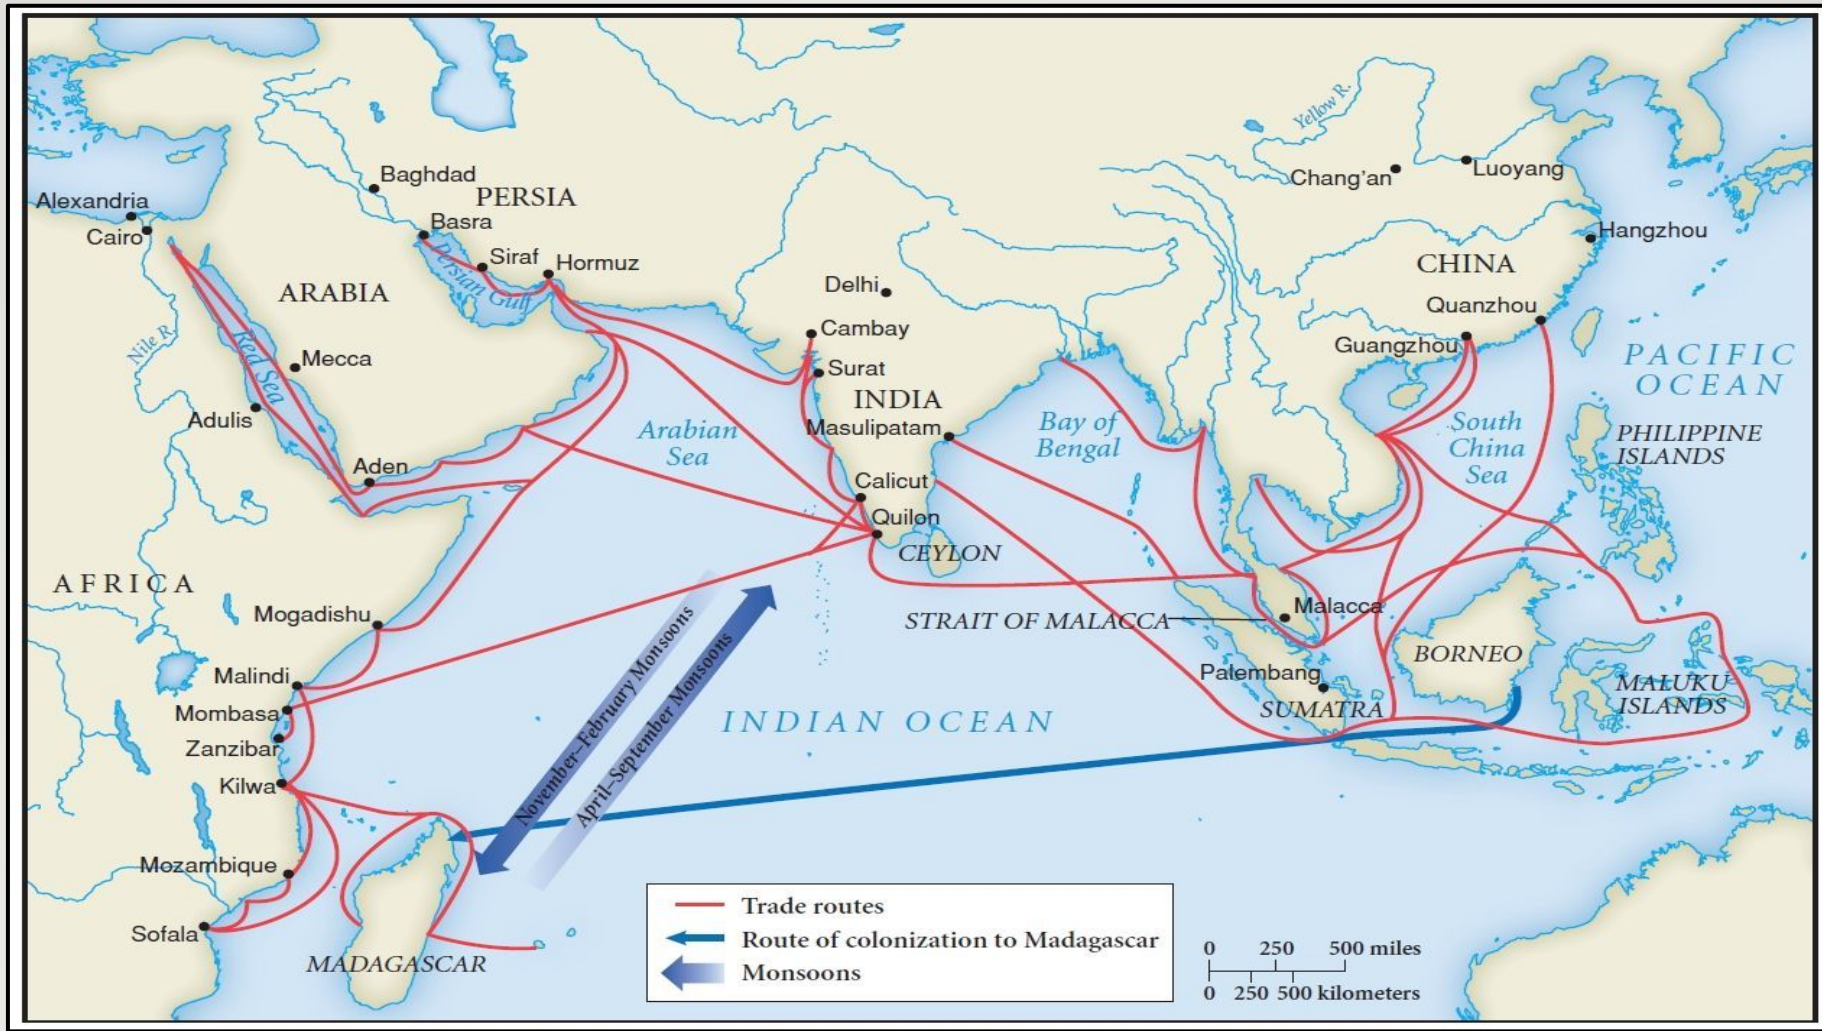 Yellow R.
Baghdad
Chang'an
Luoyang
PERSIA
Alexandria
Cairo
Basra
Hangzhou
Siraf
Hormuz
Persian Gulf
CHINA
ARABIA
Delhi
Quanzhou
Cambay
Guangzhou
Nile R.
Red Sea
Mecca
Surat
PACIFIC
OCEAN
INDIA
Adulis
Masulipatam
Arabian
Sea
Bay of
Bengal
South
China
Sea
PHILIPPINE
ISLANDS
Aden
Calicut
Quilon
CEYLON
AFRICA
Mogadishu
Malacca
STRAIT OF MALACCA
BORNEO
Malindi
Palembang
MALUKU
ISLANDS
Mombasa
SUMATRA
INDIAN OCEAN
Zanzibar
November–February Monsoons
April–September Monsoons
Kilwa
Mozambique
Sofala
MADAGASCAR
Trade routes
Route of colonization to Madagascar
Monsoons
0 250 500 miles
0 250 500 kilometers